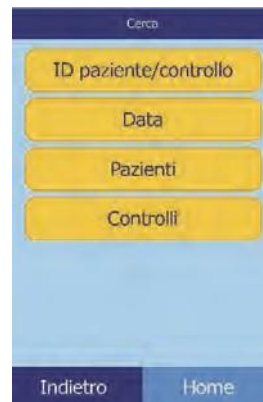 Cerca
ID paziente/controllo
Data
Pazienti
Controlli
Indietro
Home